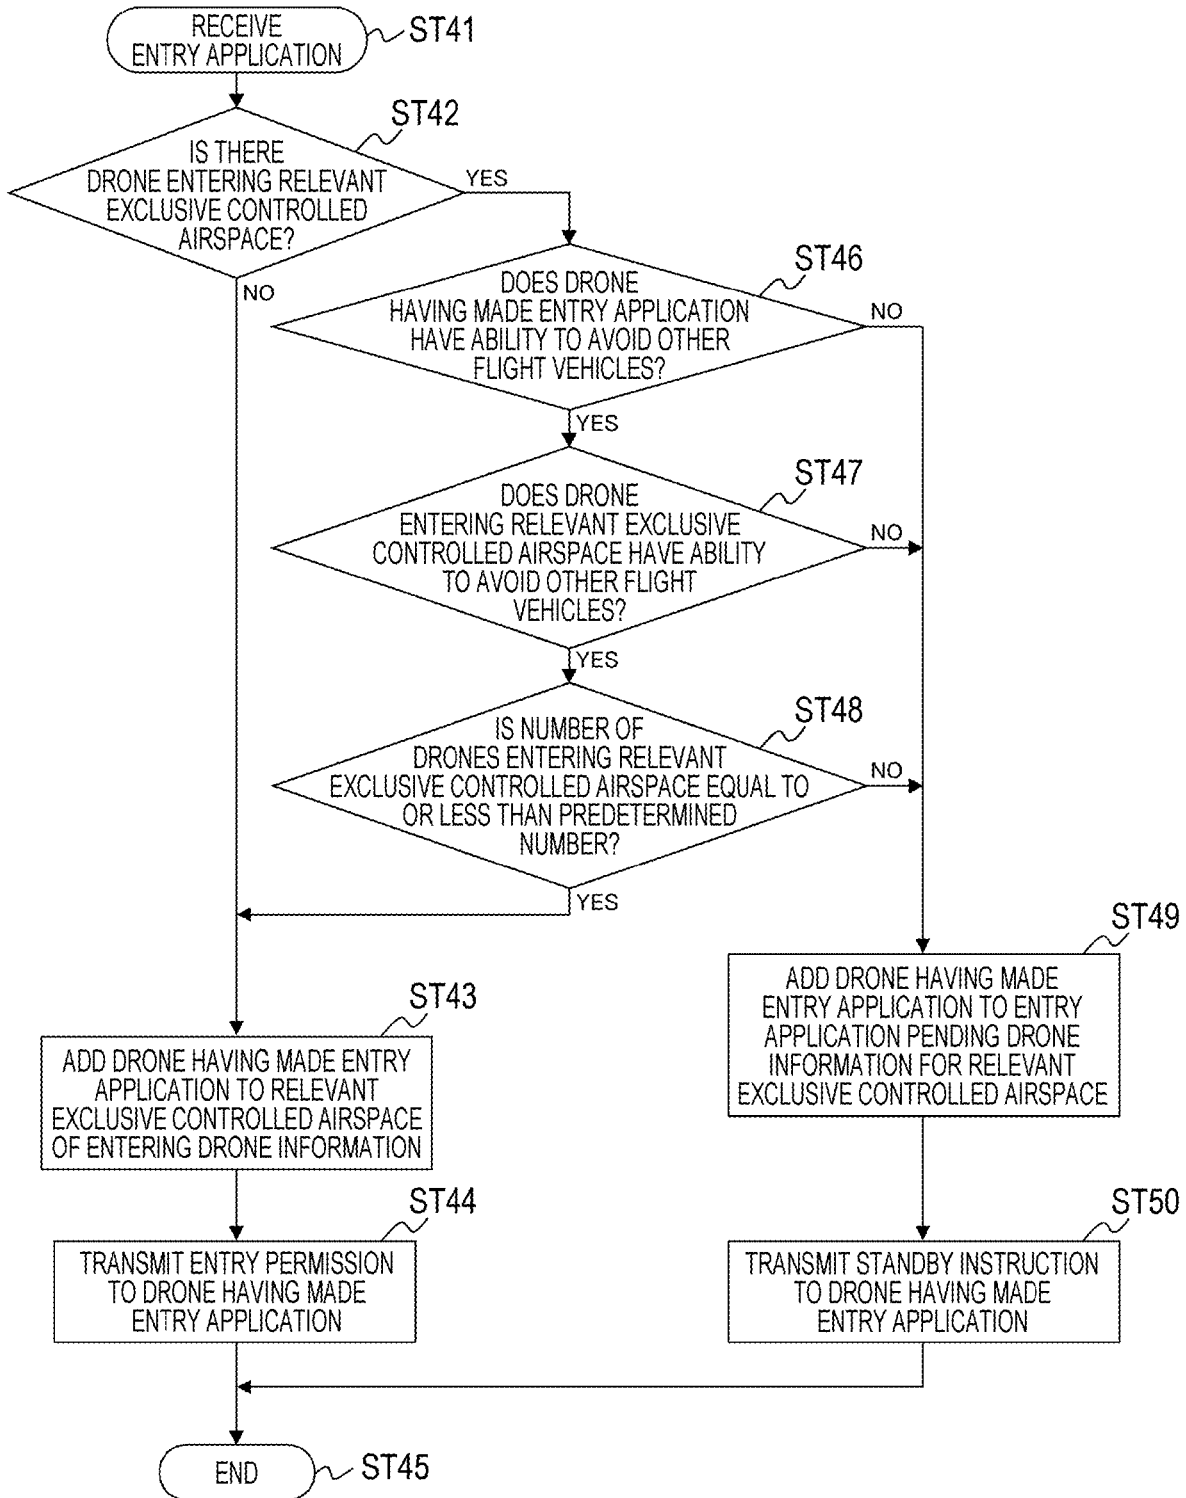 RECEIVE
ENTRY APPLICATION
ST41
ST42
IS THERE
DRONE ENTERING RELEVANT
EXCLUSIVE CONTROLLED
AIRSPACE?
YES
NO
ST46
DOES DRONE
HAVING MADE ENTRY APPLICATION
HAVE ABILITY TO AVOID OTHER
FLIGHT VEHICLES?
NO
YES
ST47
DOES DRONE
ENTERING RELEVANT EXCLUSIVE
CONTROLLED AIRSPACE HAVE ABILITY
TO AVOID OTHER FLIGHT
VEHICLES?
NO
YES
ST48
IS NUMBER OF
DRONES ENTERING RELEVANT
EXCLUSIVE CONTROLLED AIRSPACE EQUAL TO
OR LESS THAN PREDETERMINED
NUMBER?
NO
YES
ST49
ADD DRONE HAVING MADE
ENTRY APPLICATION TO ENTRY
APPLICATION PENDING DRONE
INFORMATION FOR RELEVANT
EXCLUSIVE CONTROLLED AIRSPACE
ST43
ADD DRONE HAVING MADE ENTRY
APPLICATION TO RELEVANT
EXCLUSIVE CONTROLLED AIRSPACE
OF ENTERING DRONE INFORMATION
ST44
TRANSMIT ENTRY PERMISSION
TO DRONE HAVING MADE
ENTRY APPLICATION
ST50
TRANSMIT STANDBY INSTRUCTION
TO DRONE HAVING MADE
ENTRY APPLICATION
END
ST45